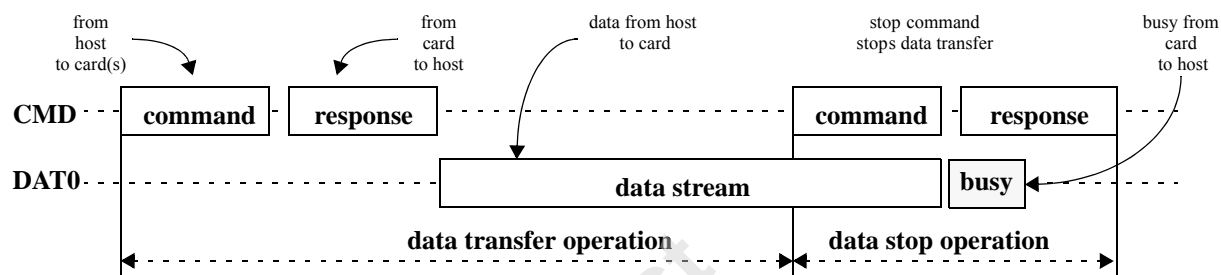 from
host
to card(s)
from
card
to host
data from host
to card
stop command
stops data transfer
busy from
card
to host
CMD
command
response
command
response
DAT0
data stream
busy
data transfer operation
data stop operation